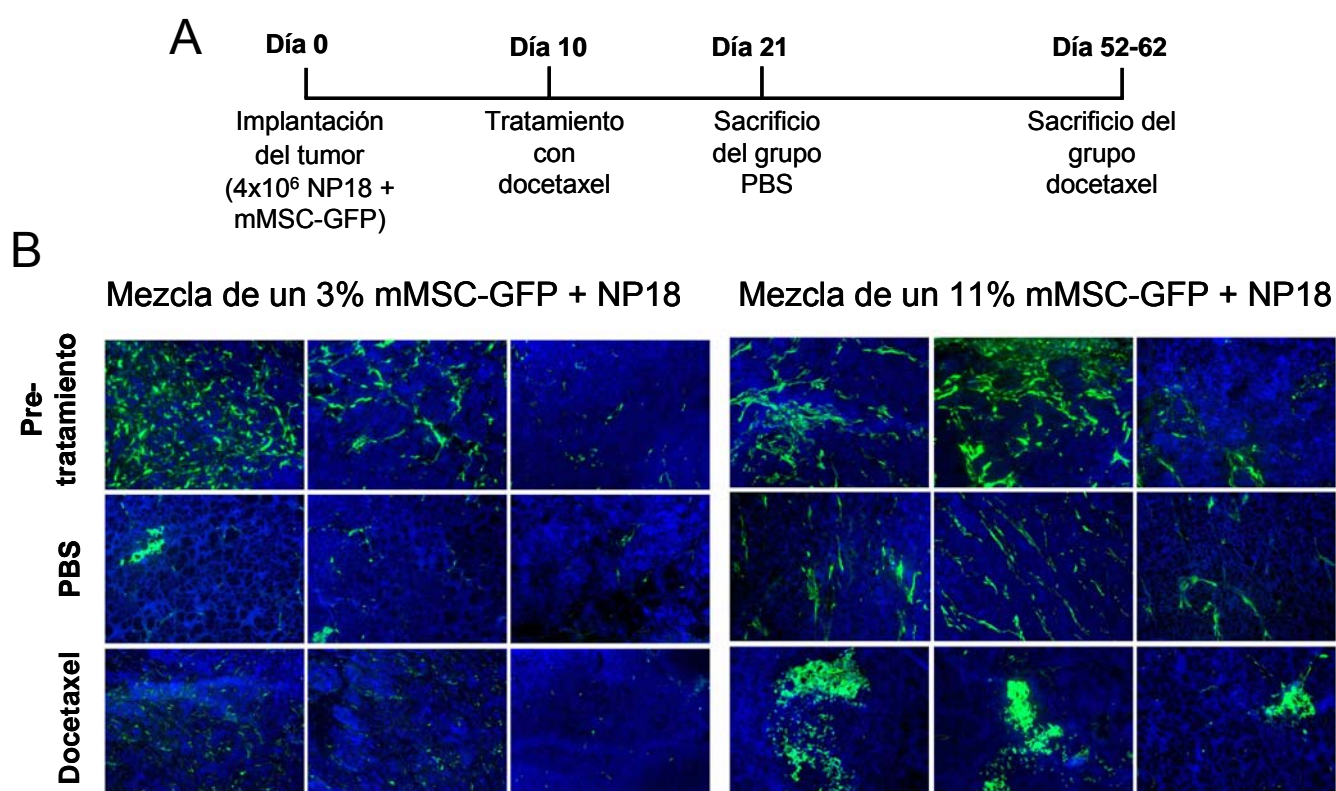 A
Día 0
Día 10
Día 21
Día 52-62
Implantación
del tumor
(4x10⁶ NP18 +
mMSC-GFP)
Tratamiento
con
docetaxel
Sacrificio
del grupo
PBS
Sacrificio del
grupo
docetaxel
B
Mezcla de un 3% mMSC-GFP + NP18
Mezcla de un 11% mMSC-GFP + NP18
Pre-
tratamiento
PBS
Docetaxel